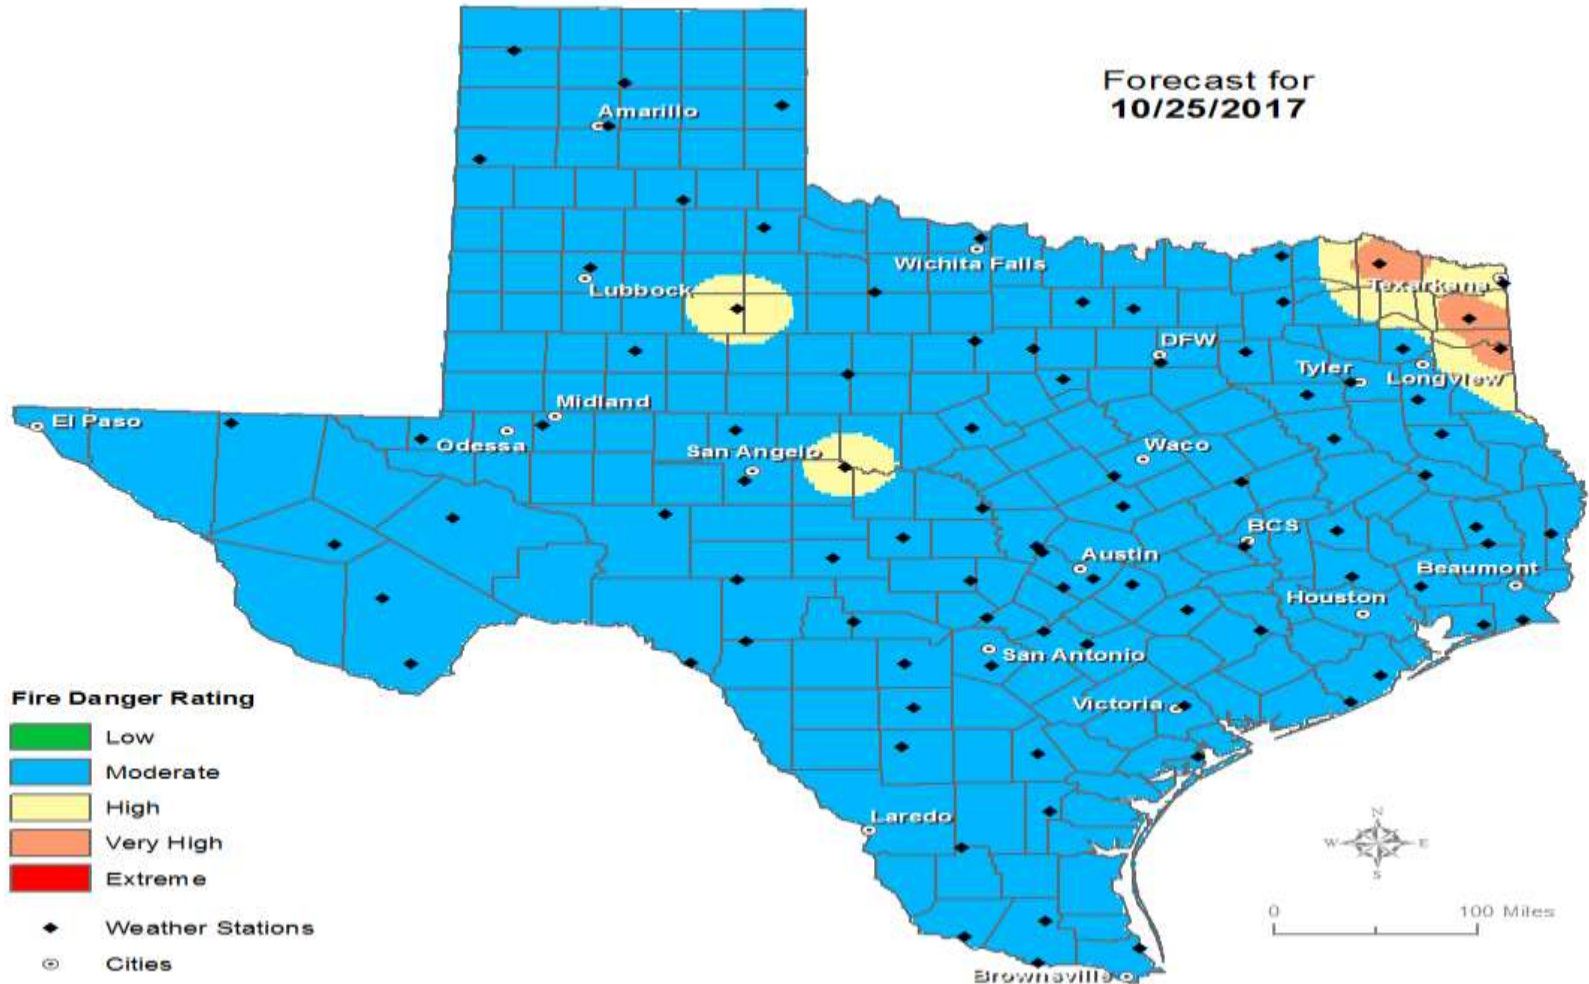 Forecast for
10/25/2017
Amarillo
Wichita Falls
Lubbock
Texarkana
DFW
Tyler
Longview
Midland
El Paso
Odessa
San Angelo
Waco
BCS
Austin
Beaumont
Houston
San Antonio
Victoria
Laredo
Brownsville
Fire Danger Rating
Low
Moderate
High
Very High
Extreme
Weather Stations
Cities
N
W E
S
0 100 Miles